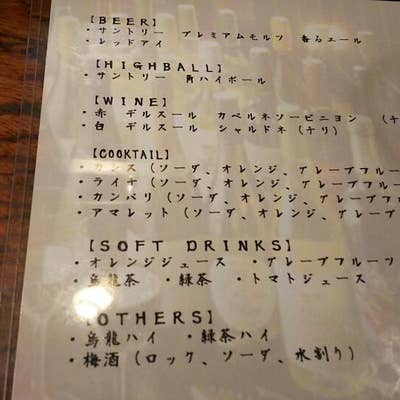 【BEER】
・サントリー プレミアムモルツ 香るエール
・レッドアイ
【HIGHBALL】
・サントリー 角ハイボール
【WINE】
・赤 デルスール カベルネソービニヨン (チ
・白 デルスール シャルドネ(チリ)
【COOKTAIL】
・カシス(ソーダ、オレンジ、グレープフルー
・ライチ(ソーダ、オレンジ、グレープフルー
・カンパリ(ソーダ、オレンジ、グレープフル
・アマレット(ソーダ、オレンジ、グレープフ
【SOFT DRINKS】
・オレンジジュース ・グレープフルーツ
・烏龍茶 ・緑茶 ・トマトジュース
【OTHERS】
・烏龍ハイ ・緑茶ハイ
・梅酒(ロック、ソーダ、水割り)